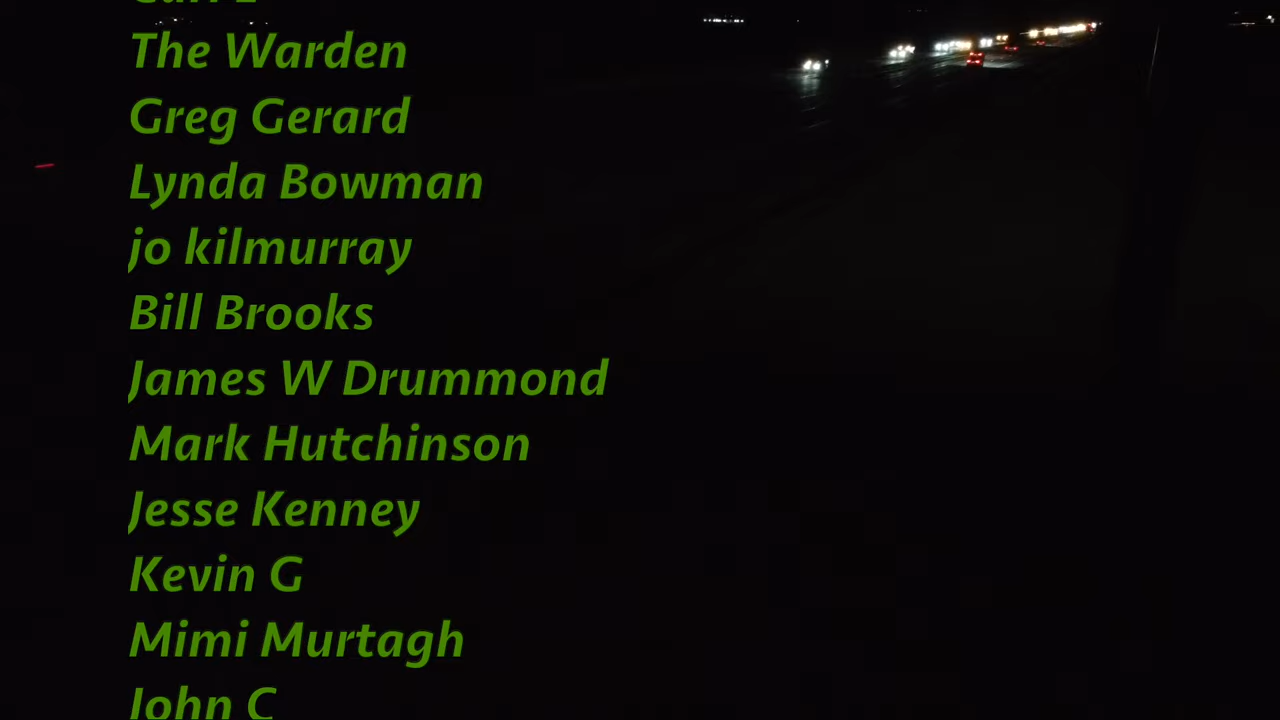 The Warden
Greg Gerard
Lynda Bowman
jo kilmurray
Bill Brooks
James W Drummond
Mark Hutchinson
Jesse Kenney
Kevin G
Mimi Murtagh
John C